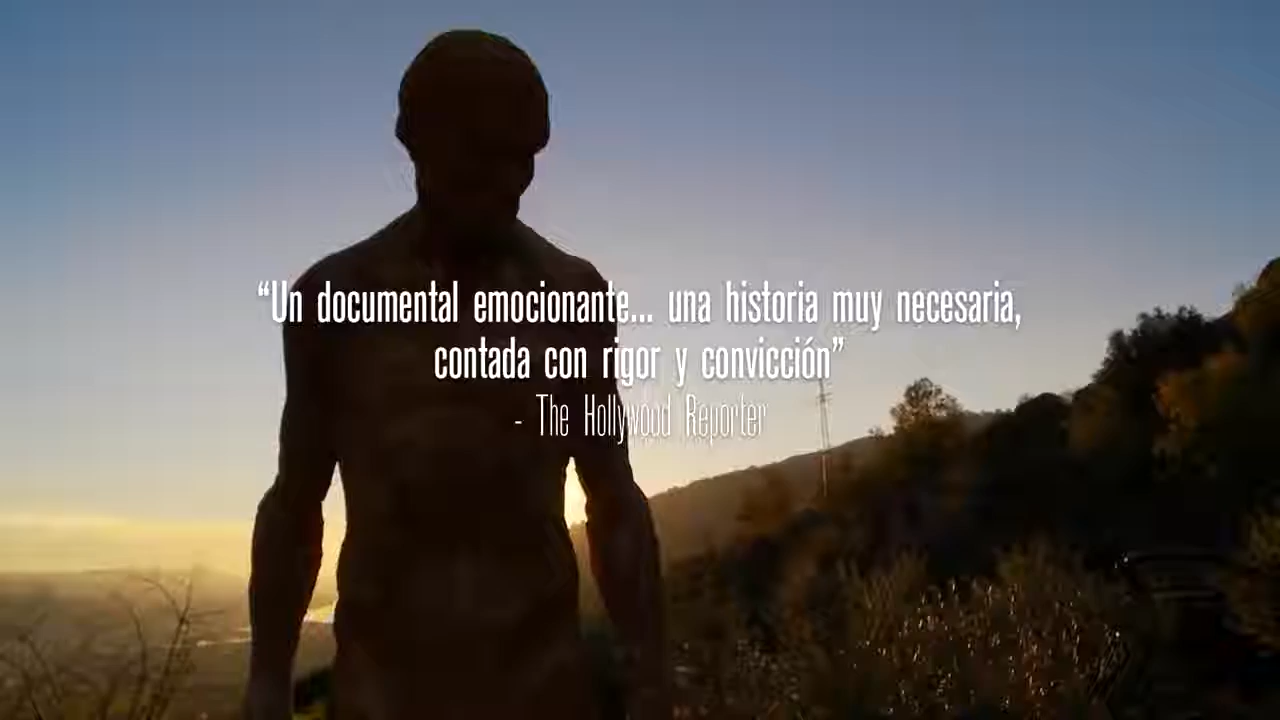 “Un documental emocionante... una historia muy necesaria,
contada con rigor y convicción”
- The Hollywood Reporter